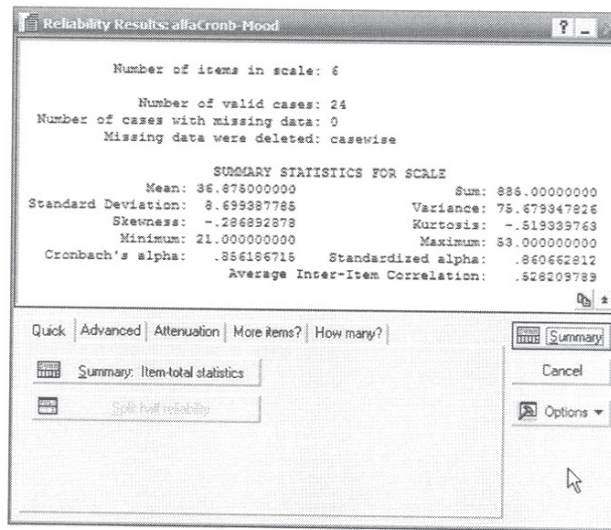 Reliability Results: alfaCronb-Mood
Number of items in scale: 6
Number of valid cases: 24
Number of cases with missing data: 0
Missing data were deleted: casewise
SUMMARY STATISTICS FOR SCALE
Mean: 36.875000000 Sum: 885.00000000
Standard Deviation: 8.699387785 Variance: 75.679347826
Skewness: -.286892878 Kurtosis: -.519339763
Minimum: 21.000000000 Maximum: 53.000000000
Cronbach's alpha: .856186715 Standardized alpha: .860662812
Average Inter-Item Correlation: .528209789
Quick Advanced Attenuation More items? How many?
Summary
Summary: Item-total statistics
Cancel
Split half reliability
Options